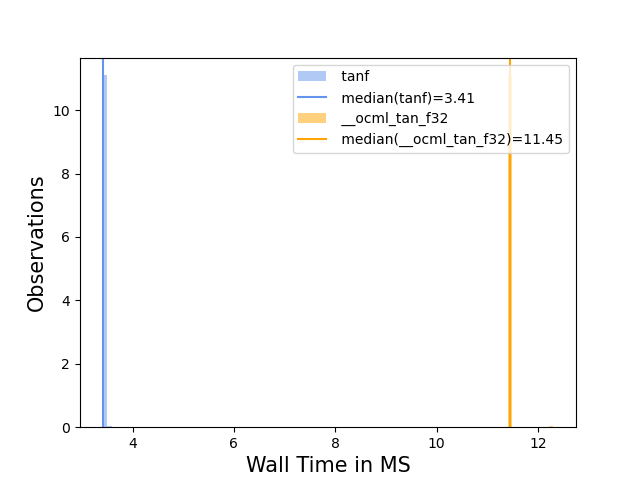 tanf
median(tanf)=3.41
__ocml_tan_f32
median(__ocml_tan_f32)=11.45
10
8
6
4
2
0
Observations
4 6 8 10 12
Wall Time in MS